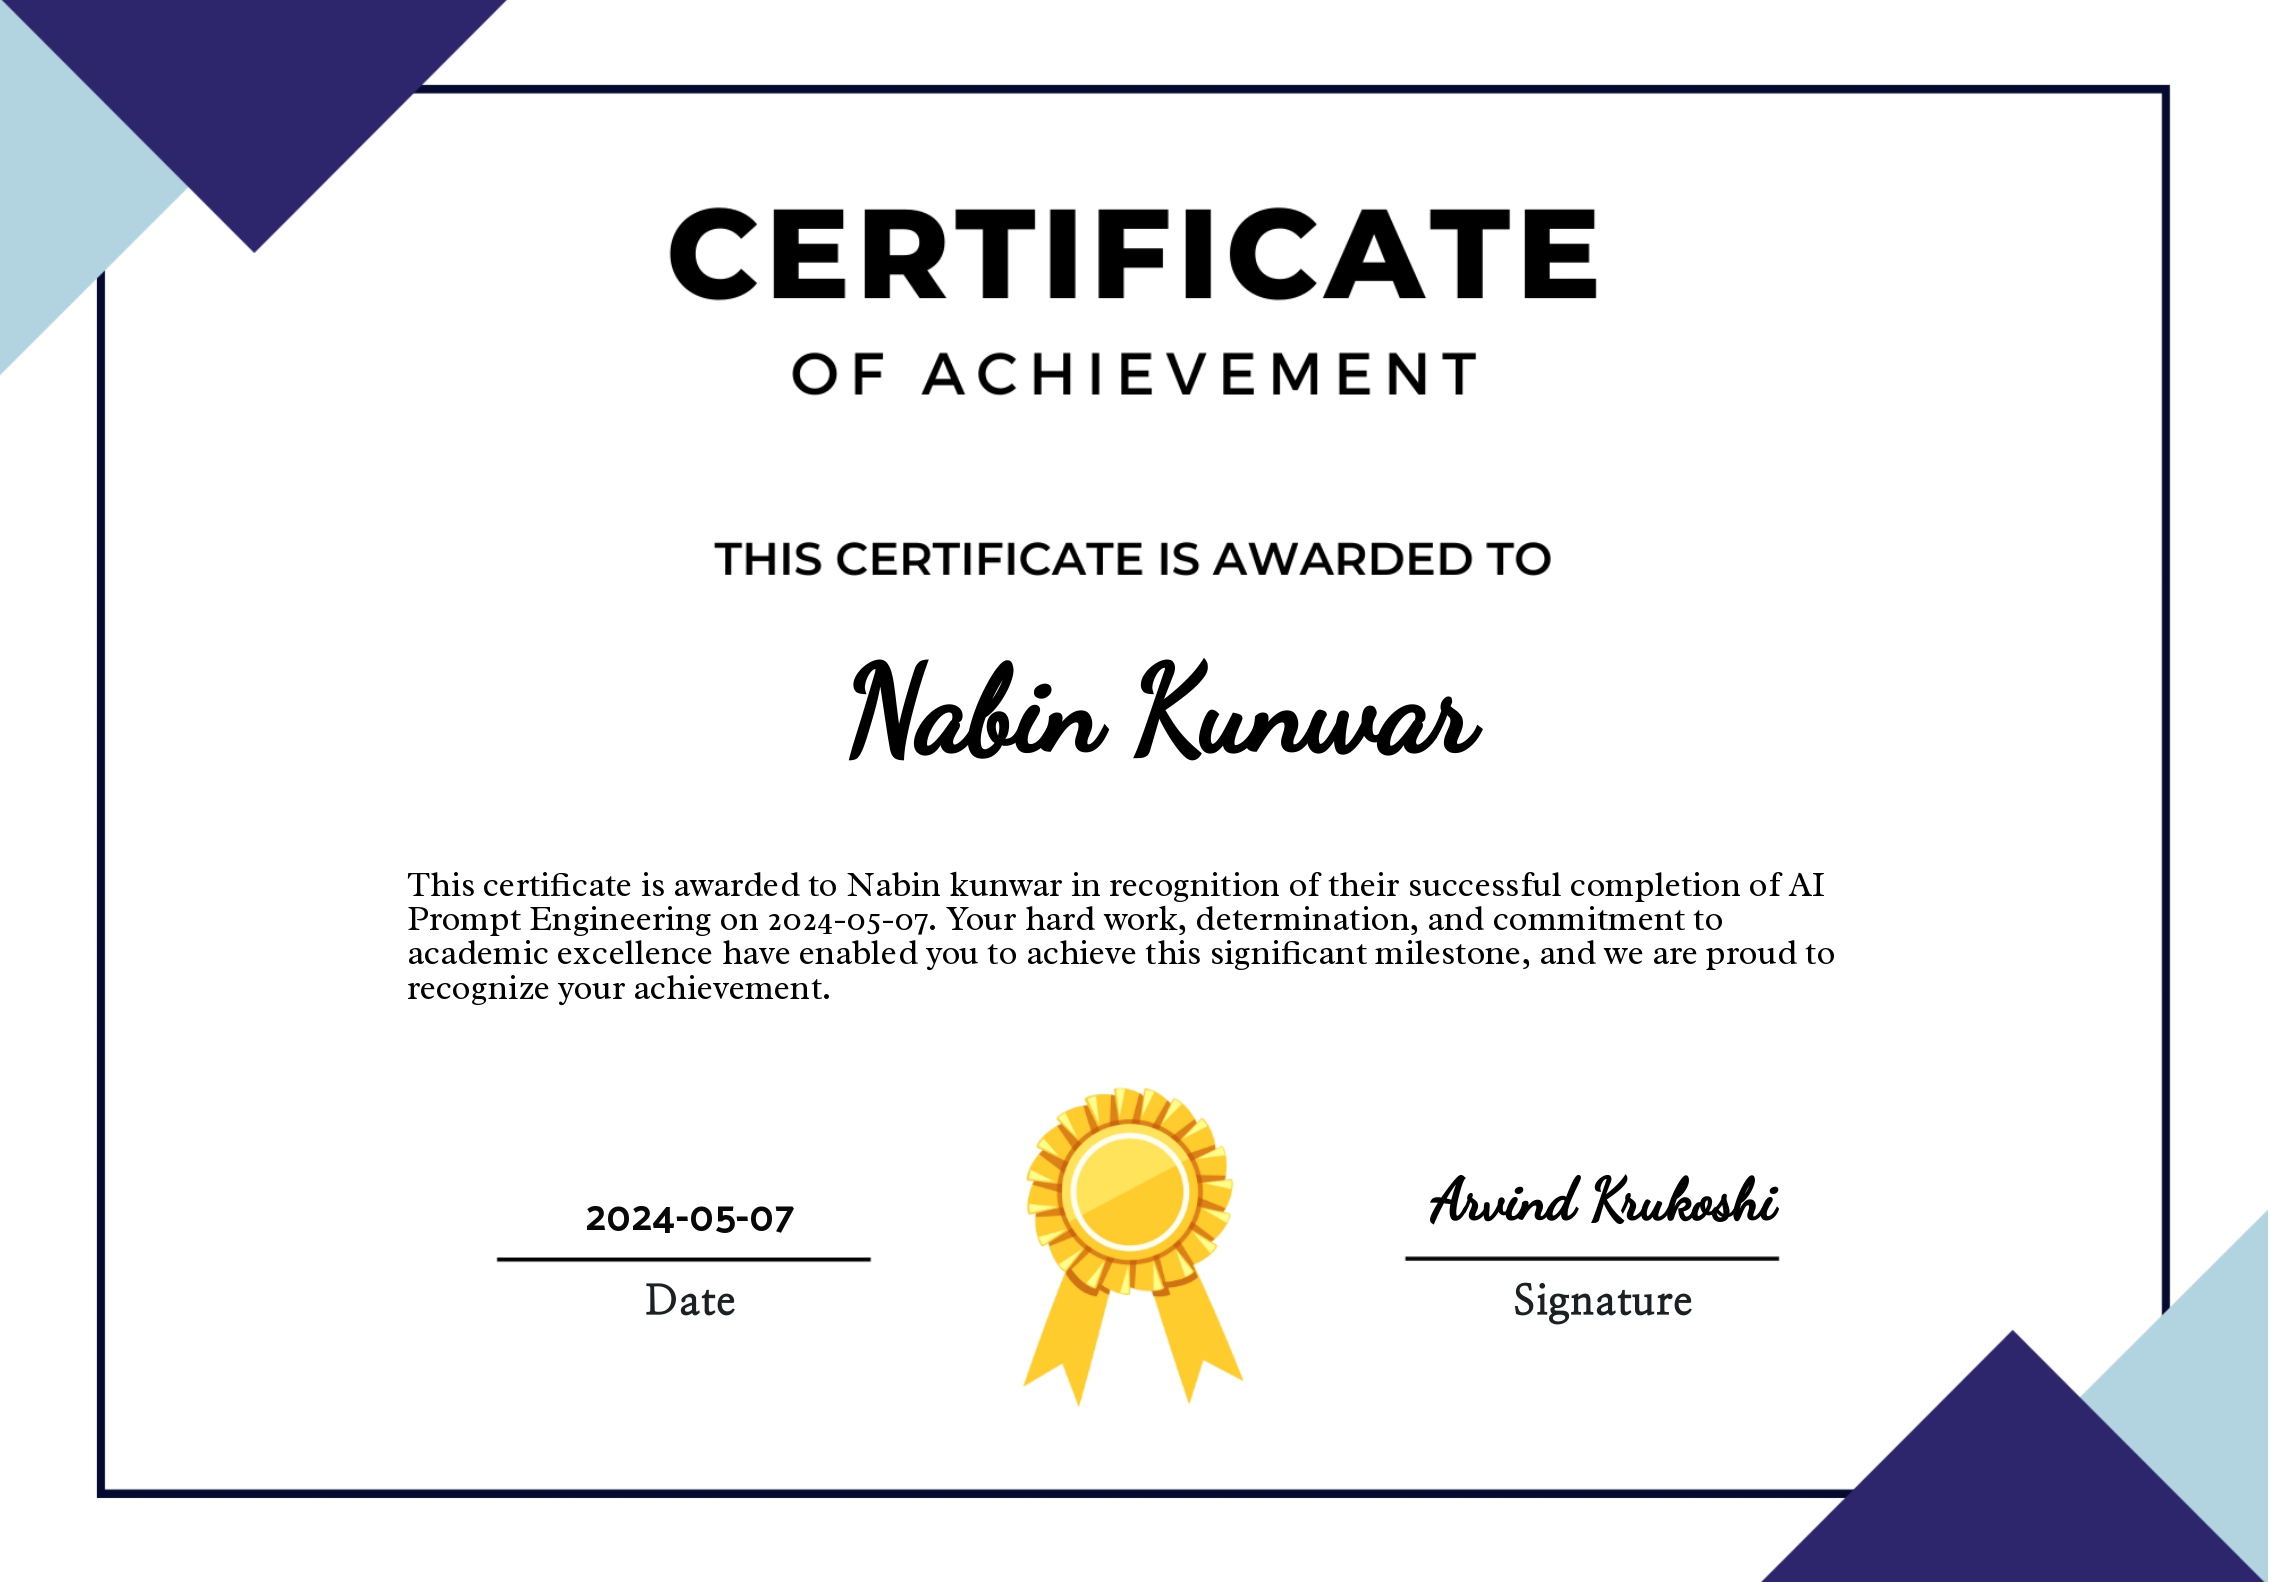 CERTIFICATE
OF ACHIEVEMENT
THIS CERTIFICATE IS AWARDED TO
Nabin Kunwar
This certificate is awarded to Nabin kunwar in recognition of their successful completion of AI
Prompt Engineering on 2024-05-07. Your hard work, determination, and commitment to
academic excellence have enabled you to achieve this significant milestone, and we are proud to
recognize your achievement.
2024-05-07
Date
Arvind Krukoshi
Signature